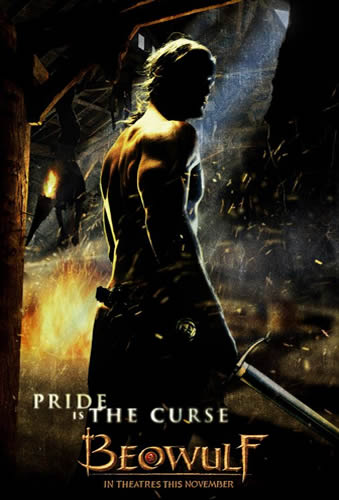 PRIDE
IS THE CURSE
BEOWULF
IN THEATRES THIS NOVEMBER